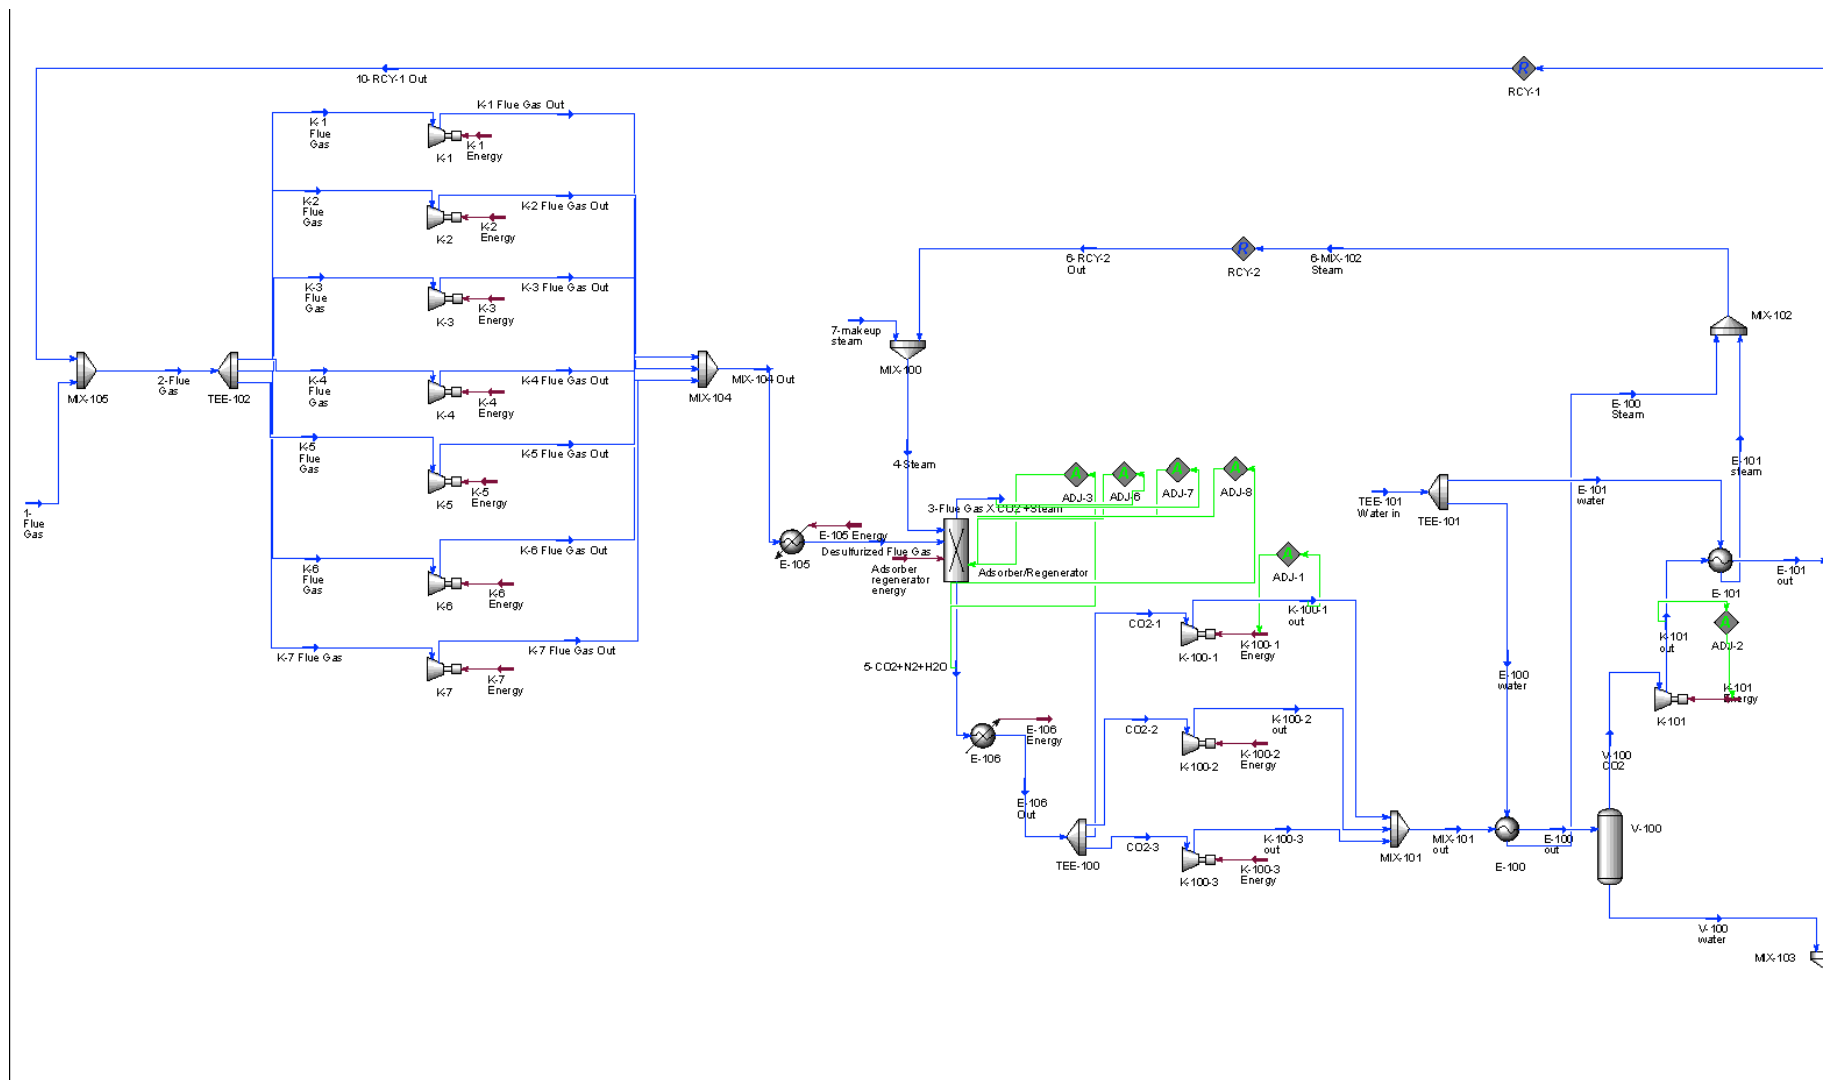 10-RCY-1 Out
RCY-1
K-1 Flue Gas Out
K-1
Flue
Gas
K-1
K-1
Energy
K-2
Flue
Gas
K-2 Flue Gas Out
K-2
K-2
Energy
K-3
Flue
Gas
K-3 Flue Gas Out
K-3
K-3
Energy
K-4
Flue
Gas
K-4 Flue Gas Out
K-4
K-4
Energy
K-5
Flue
Gas
K-5 Flue Gas Out
K-5
K-5
Energy
K-6
Flue
Gas
K-6 Flue Gas Out
K-6
K-6
Energy
K-7 Flue Gas
K-7 Flue Gas Out
K-7
K-7
Energy
1-
Flue
Gas
MIX-105
2-Flue
Gas
TEE-102
MIX-104
MIX-104 Out
E-105
E-105 Energy
Desulfurized Flue Gas
Adsorber
regenerator
energy
7-makeup
steam
MIX-100
4-Steam
6-RCY-2
Out
RCY-2
6-MIX-102
Steam
MIX-102
3-Flue Gas X CO2 +Steam
Adsorber/Regenerator
ADJ-3
ADJ-6
ADJ-7
ADJ-8
ADJ-1
5-CO2+N2+H2O
E-106
E-106
Energy
E-106
Out
TEE-100
CO2-1
K-100-1
K-100-1
Energy
K-100-1
out
CO2-2
K-100-2
K-100-2
Energy
K-100-2
out
CO2-3
K-100-3
K-100-3
Energy
K-100-3
out
MIX-101
MIX-101
out
E-100
E-100
out
E-100
water
E-100
Steam
TEE-101
Water in
TEE-101
E-101
water
E-101
steam
E-101
E-101
out
K-101
out
ADJ-2
K-101
K-101
Energy
V-100
CO2
V-100
V-100
water
MIX-103
R
R
A
A
A
A
A
A